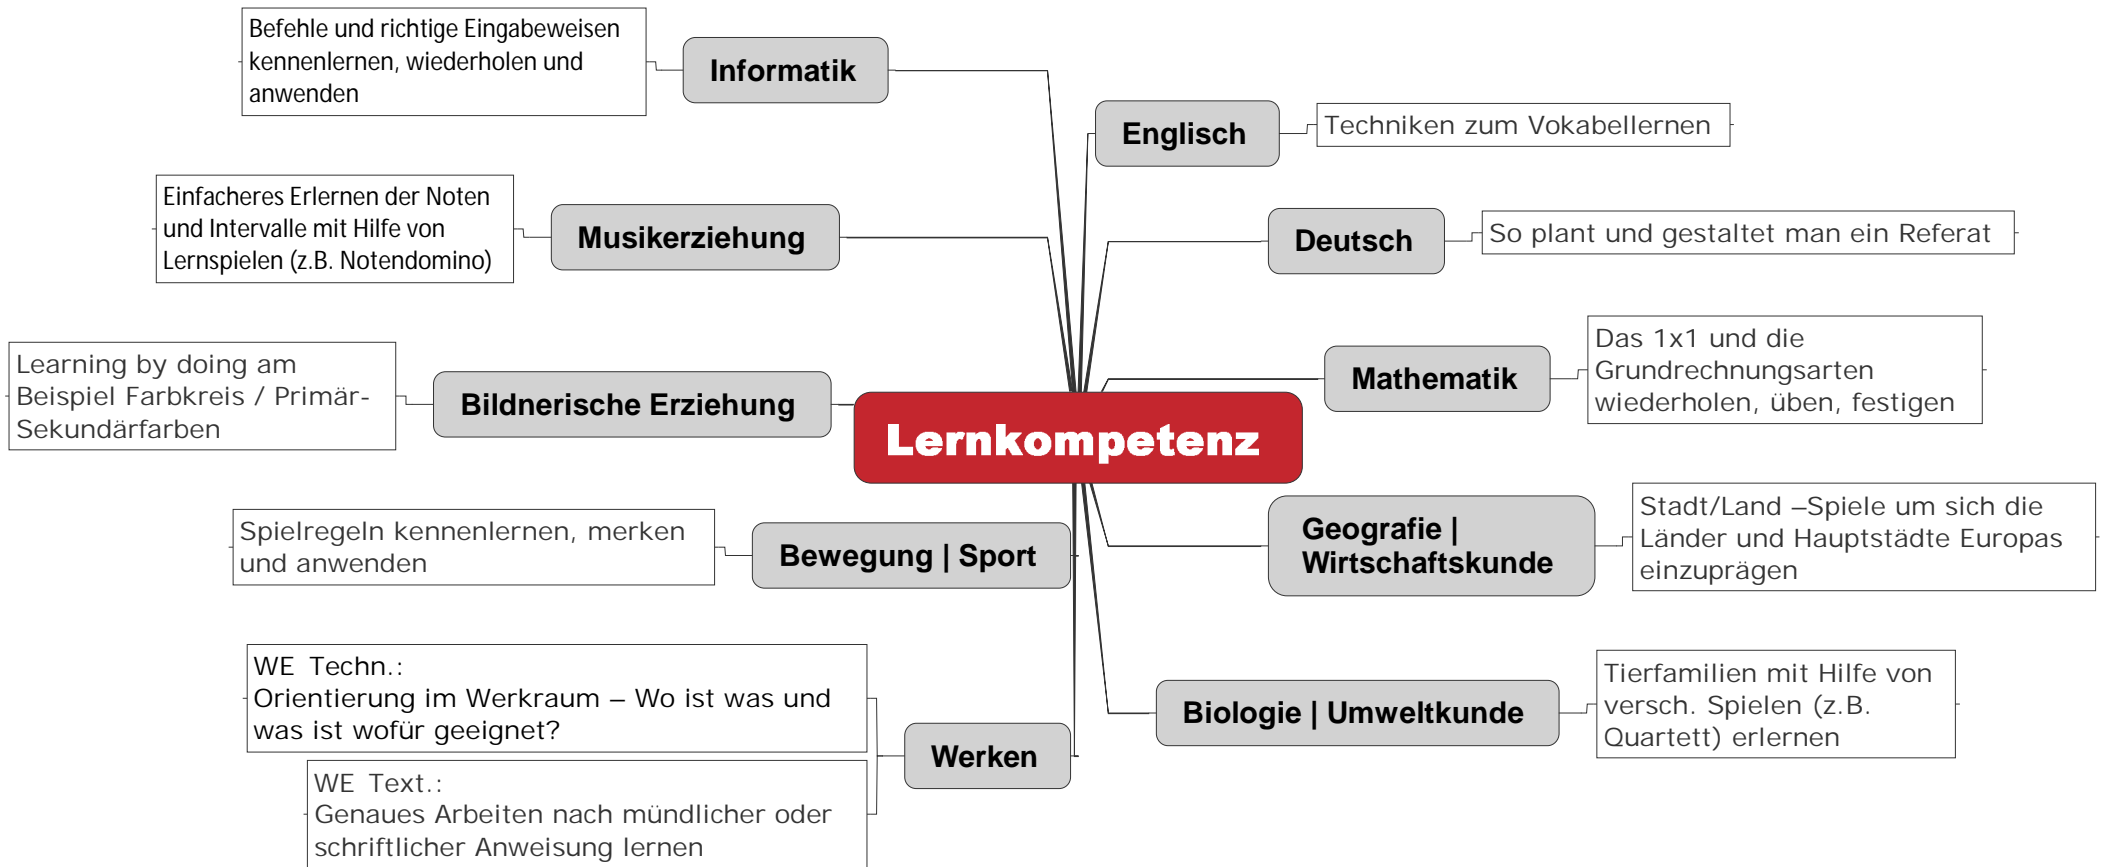 Befehle und richtige Eingabeweisen
kennenlernen, wiederholen und
anwenden
Informatik
Einfacheres Erlernen der Noten
und Intervalle mit Hilfe von
Lernspielen (z.B. Notendomino)
Musikerziehung
Learning by doing am
Beispiel Farbkreis / Primär-
Sekundärfarben
Bildnerische Erziehung
Spielregeln kennenlernen, merken
und anwenden
Bewegung | Sport
WE Techn.:
Orientierung im Werkraum – Wo ist was und
was ist wofür geeignet?
WE Text.:
Genaues Arbeiten nach mündlicher oder
schriftlicher Anweisung lernen
Werken
Lernkompetenz
Englisch
Techniken zum Vokabellernen
Deutsch
So plant und gestaltet man ein Referat
Mathematik
Das 1x1 und die
Grundrechnungsarten
wiederholen, üben, festigen
Geografie |
Wirtschaftskunde
Stadt/Land –Spiele um sich die
Länder und Hauptstädte Europas
einzuprägen
Biologie | Umweltkunde
Tierfamilien mit Hilfe von
versch. Spielen (z.B.
Quartett) erlernen